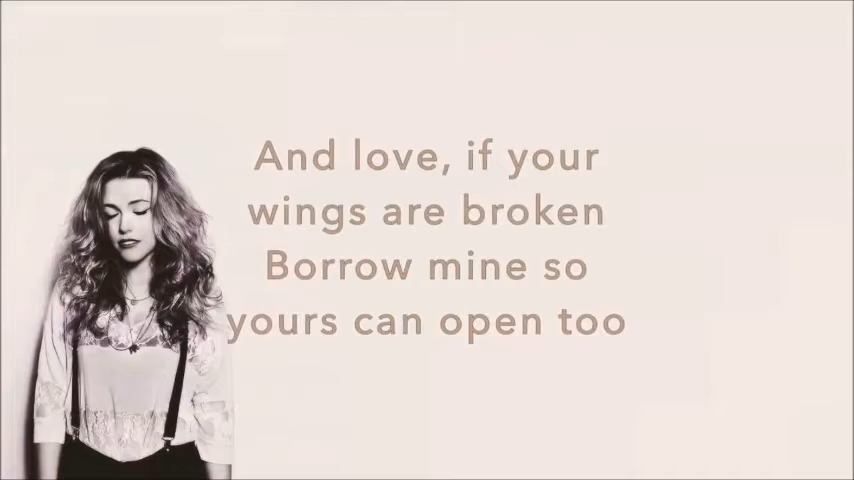 And love, if your
wings are broken
Borrow mine so
yours can open too